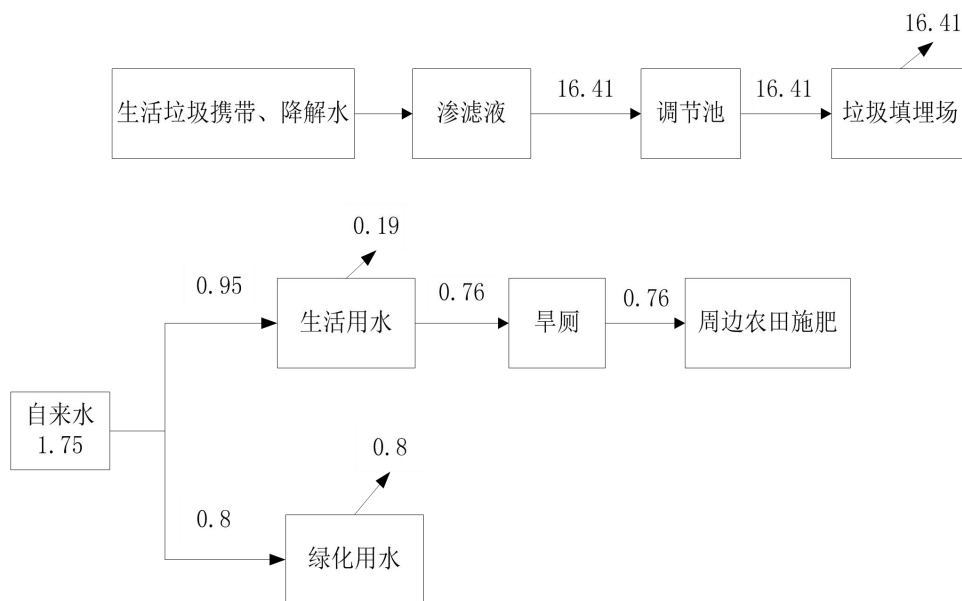 16.41
生活垃圾携带、降解水
渗滤液
16.41
调节池
16.41
垃圾填埋场
0.19
0.95
生活用水
0.76
旱厕
0.76
周边农田施肥
自来水
1.75
0.8
0.8
绿化用水